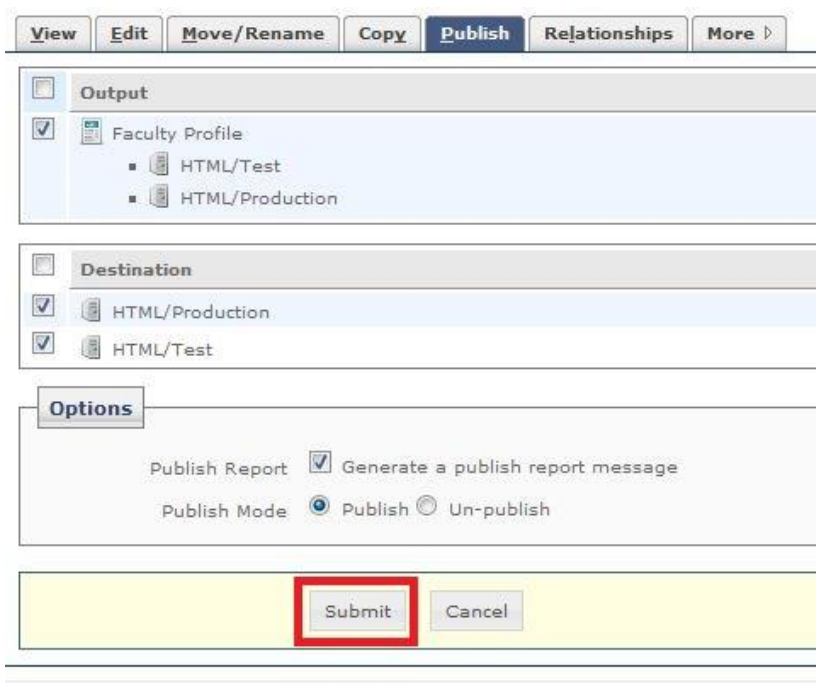 View Edit Move/Rename Copy Publish Relationships More
Output
Faculty Profile
HTML/Test
HTML/Production
Destination
HTML/Production
HTML/Test
Options
Publish Report Generate a publish report message
Publish Mode Publish Un-publish
Submit Cancel